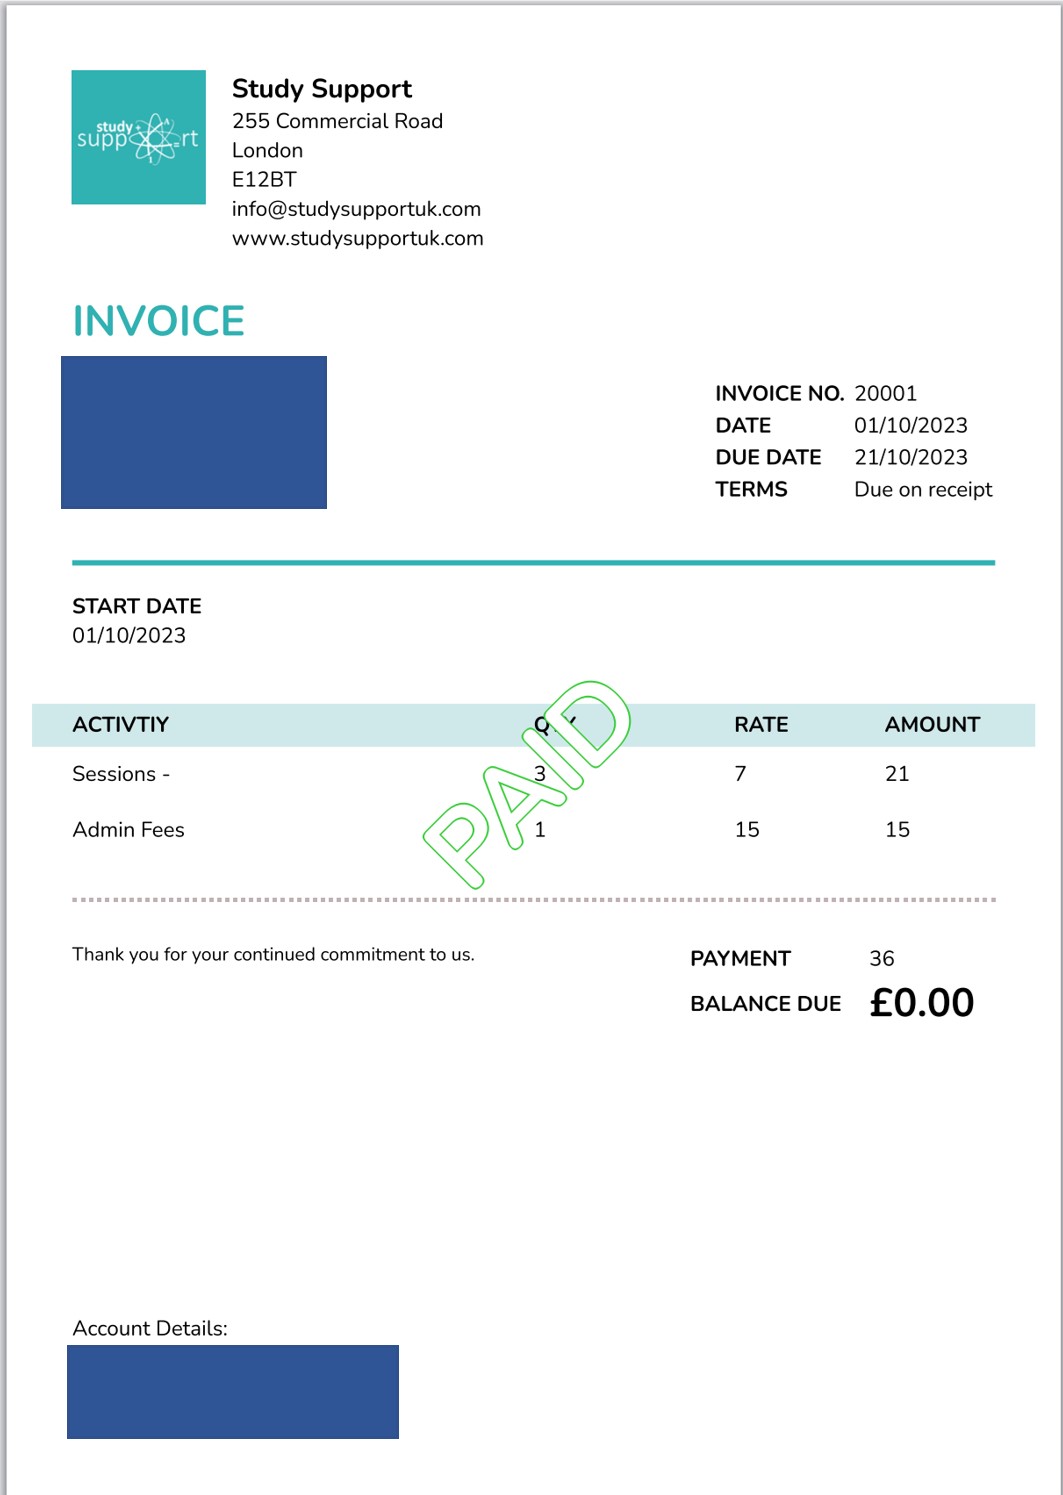 study
supp rt
Study Support
255 Commercial Road
London
E12BT
info@studysupportuk.com
www.studysupportuk.com
INVOICE
INVOICE NO. 20001
DATE 01/10/2023
DUE DATE 21/10/2023
TERMS Due on receipt
START DATE
01/10/2023
ACTIVTIY QTY RATE AMOUNT
Sessions - 3 7 21
Admin Fees 1 15 15
PAID
Thank you for your continued commitment to us.
PAYMENT 36
BALANCE DUE £0.00
Account Details: